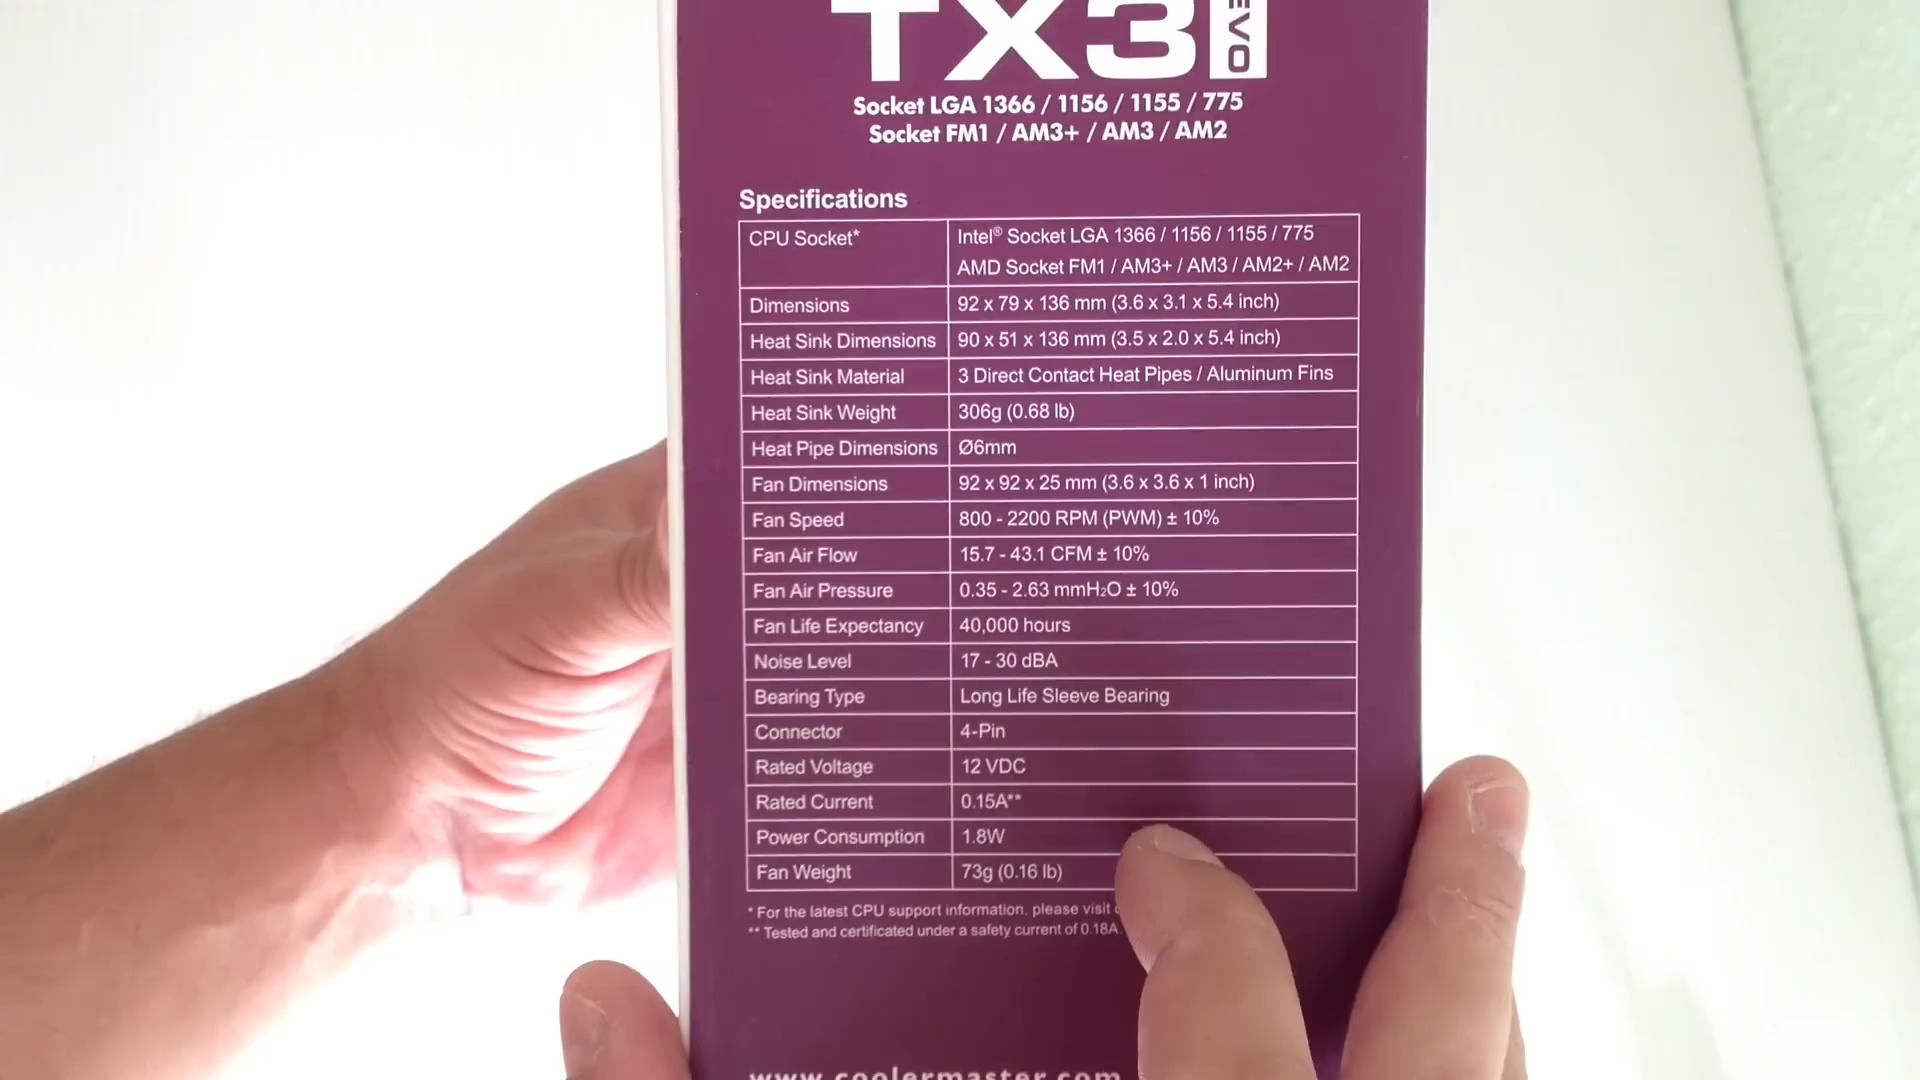 TX3 EVO
Socket LGA 1366 / 1156 / 1155 / 775
Socket FM1 / AM3+ / AM3 / AM2
Specifications
CPU Socket* Intel® Socket LGA 1366 / 1156 / 1155 / 775
AMD Socket FM1 / AM3+ / AM3 / AM2+ / AM2
Dimensions 92 x 79 x 136 mm (3.6 x 3.1 x 5.4 inch)
Heat Sink Dimensions 90 x 51 x 136 mm (3.5 x 2.0 x 5.4 inch)
Heat Sink Material 3 Direct Contact Heat Pipes / Aluminum Fins
Heat Sink Weight 306g (0.68 lb)
Heat Pipe Dimensions Ø6mm
Fan Dimensions 92 x 92 x 25 mm (3.6 x 3.6 x 1 inch)
Fan Speed 800 - 2200 RPM (PWM) ± 10%
Fan Air Flow 15.7 - 43.1 CFM ± 10%
Fan Air Pressure 0.35 - 2.63 mmH₂O ± 10%
Fan Life Expectancy 40,000 hours
Noise Level 17 - 30 dBA
Bearing Type Long Life Sleeve Bearing
Connector 4-Pin
Rated Voltage 12 VDC
Rated Current 0.15A**
Power Consumption 1.8W
Fan Weight 73g (0.16 lb)
* For the latest CPU support information, please visit
** Tested and certificated under a safety current of 0.18A.
www.coolermaster.com